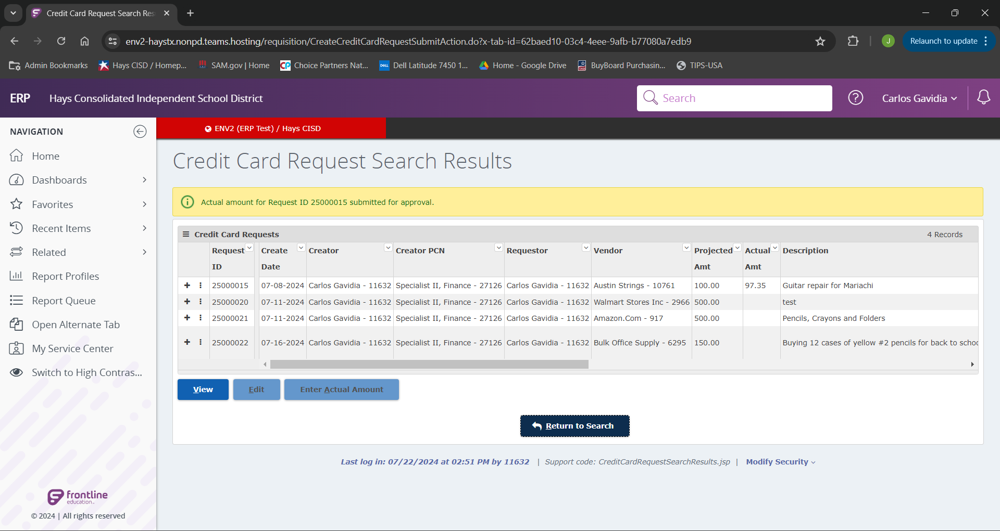 Credit Card Request Search Res
env2-haystx.nonpd.teams.hosting/requisition/CreateCreditCardRequestSubmitAction.do?x-tab-id=62baed10-03c4-4eee-9afb-b77080a7edb9
J
Relaunch to update
Admin Bookmarks
Hays CISD / Homep...
SAM.gov | Home
CP
Choice Partners Nat...
DELL
Dell Latitude 7450 1...
Home - Google Drive
BuyBoard Purchasin...
TIPS-USA
ERP
Hays Consolidated Independent School District
Search
Carlos Gavidia
NAVIGATION
Home
Dashboards
Favorites
Recent Items
Related
Report Profiles
Report Queue
Open Alternate Tab
My Service Center
Switch to High Contras...
frontline
education
© 2024 | All rights reserved
ENV2 (ERP Test) / Hays CISD
Credit Card Request Search Results
Actual amount for Request ID 25000015 submitted for approval.
Credit Card Requests 4 Records
Request ID Create Date Creator Creator PCN Requestor Vendor Projected Amt Actual Amt Description
25000015 07-08-2024 Carlos Gavidia - 11632 Specialist II, Finance - 27126 Carlos Gavidia - 11632 Austin Strings - 10761 100.00 97.35 Guitar repair for Mariachi
25000020 07-11-2024 Carlos Gavidia - 11632 Specialist II, Finance - 27126 Carlos Gavidia - 11632 Walmart Stores Inc - 2966 500.00 test
25000021 07-11-2024 Carlos Gavidia - 11632 Specialist II, Finance - 27126 Carlos Gavidia - 11632 Amazon.Com - 917 500.00 Pencils, Crayons and Folders
25000022 07-16-2024 Carlos Gavidia - 11632 Specialist II, Finance - 27126 Carlos Gavidia - 11632 Bulk Office Supply - 6295 150.00 Buying 12 cases of yellow #2 pencils for back to schoo
View
Edit
Enter Actual Amount
Return to Search
Last log in: 07/22/2024 at 02:51 PM by 11632 | Support code: CreditCardRequestSearchResults.jsp | Modify Security